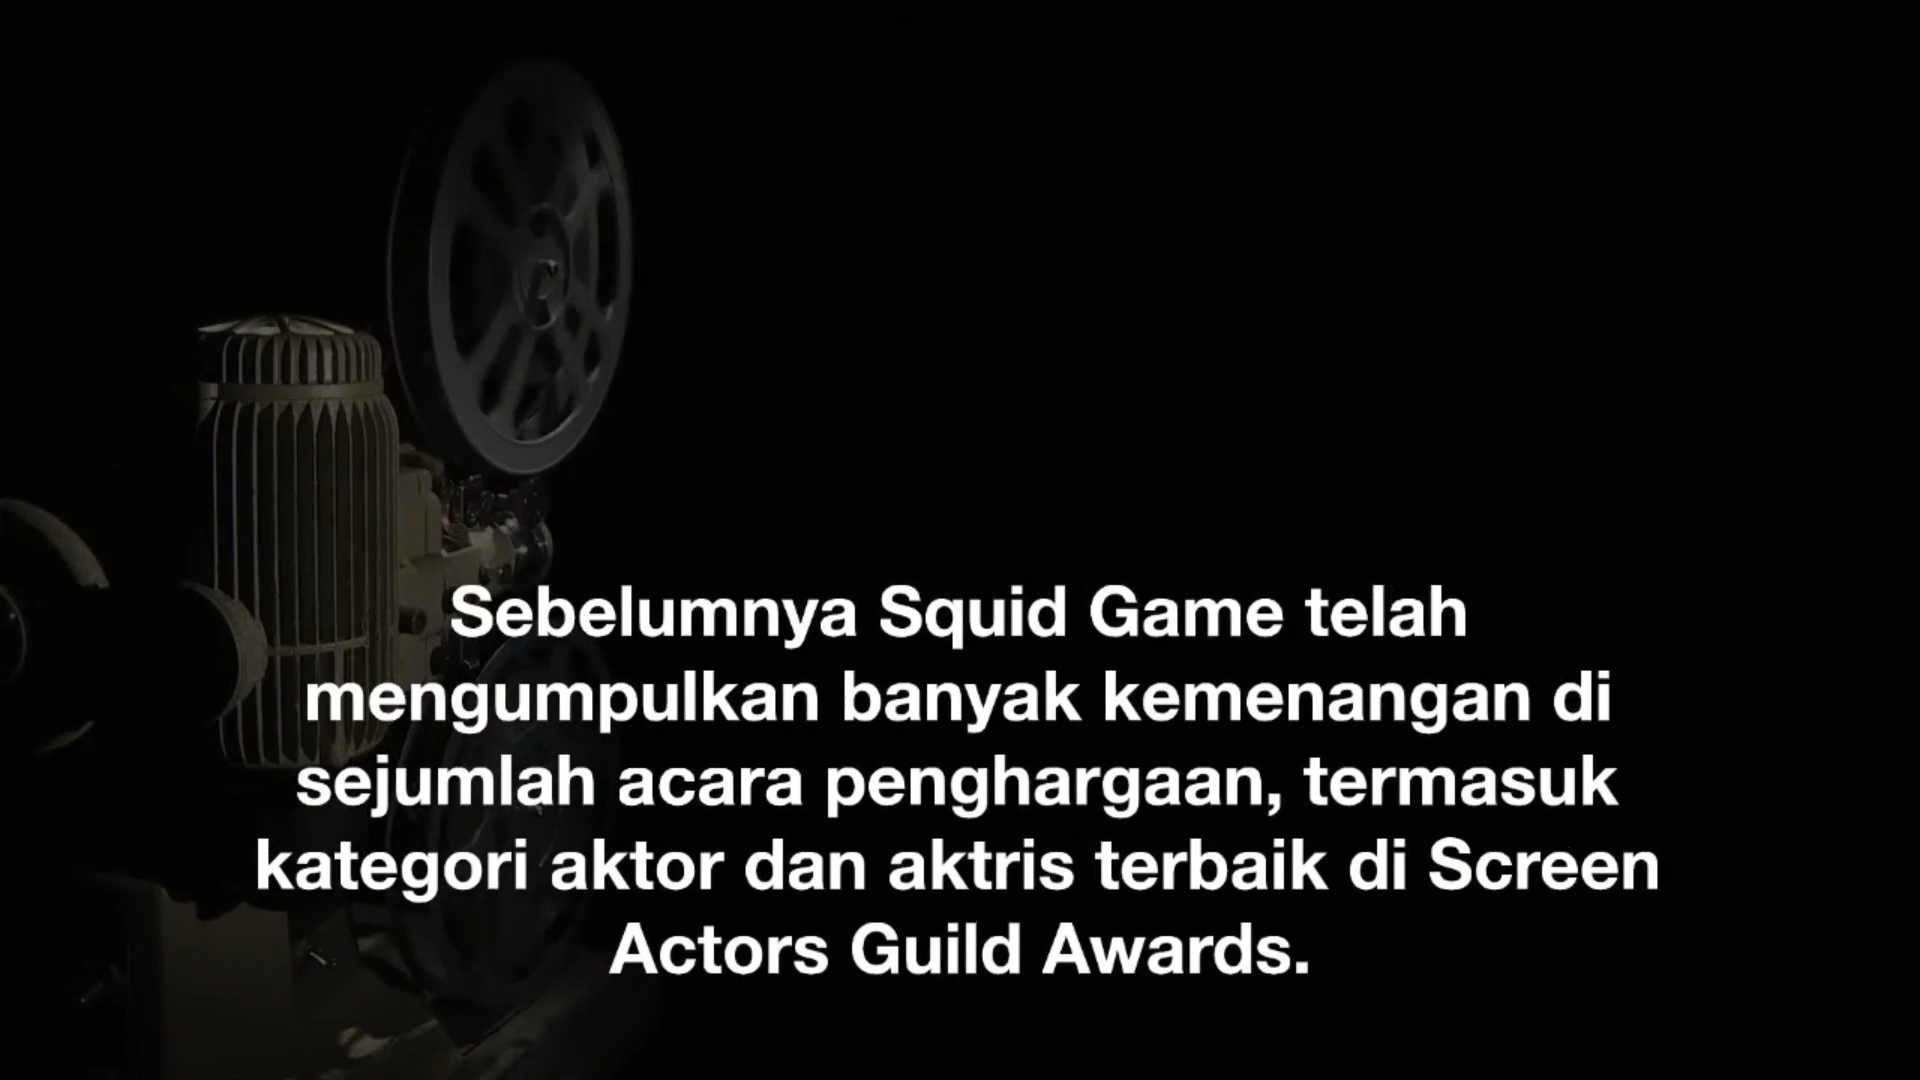 Sebelumnya Squid Game telah
mengumpulkan banyak kemenangan di
sejumlah acara penghargaan, termasuk
kategori aktor dan aktris terbaik di Screen
Actors Guild Awards.